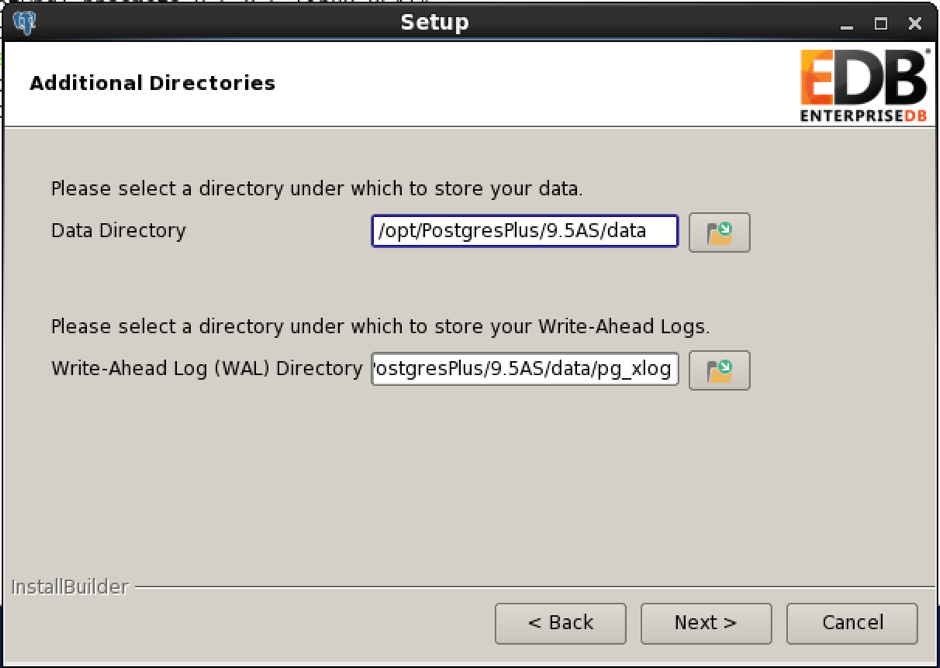 Setup
Additional Directories
EDB
ENTERPRISEDB
Please select a directory under which to store your data.
Data Directory /opt/PostgresPlus/9.5AS/data
Please select a directory under which to store your Write-Ahead Logs.
Write-Ahead Log (WAL) Directory ostgresPlus/9.5AS/data/pg_xlog
InstallBuilder
< Back Next > Cancel